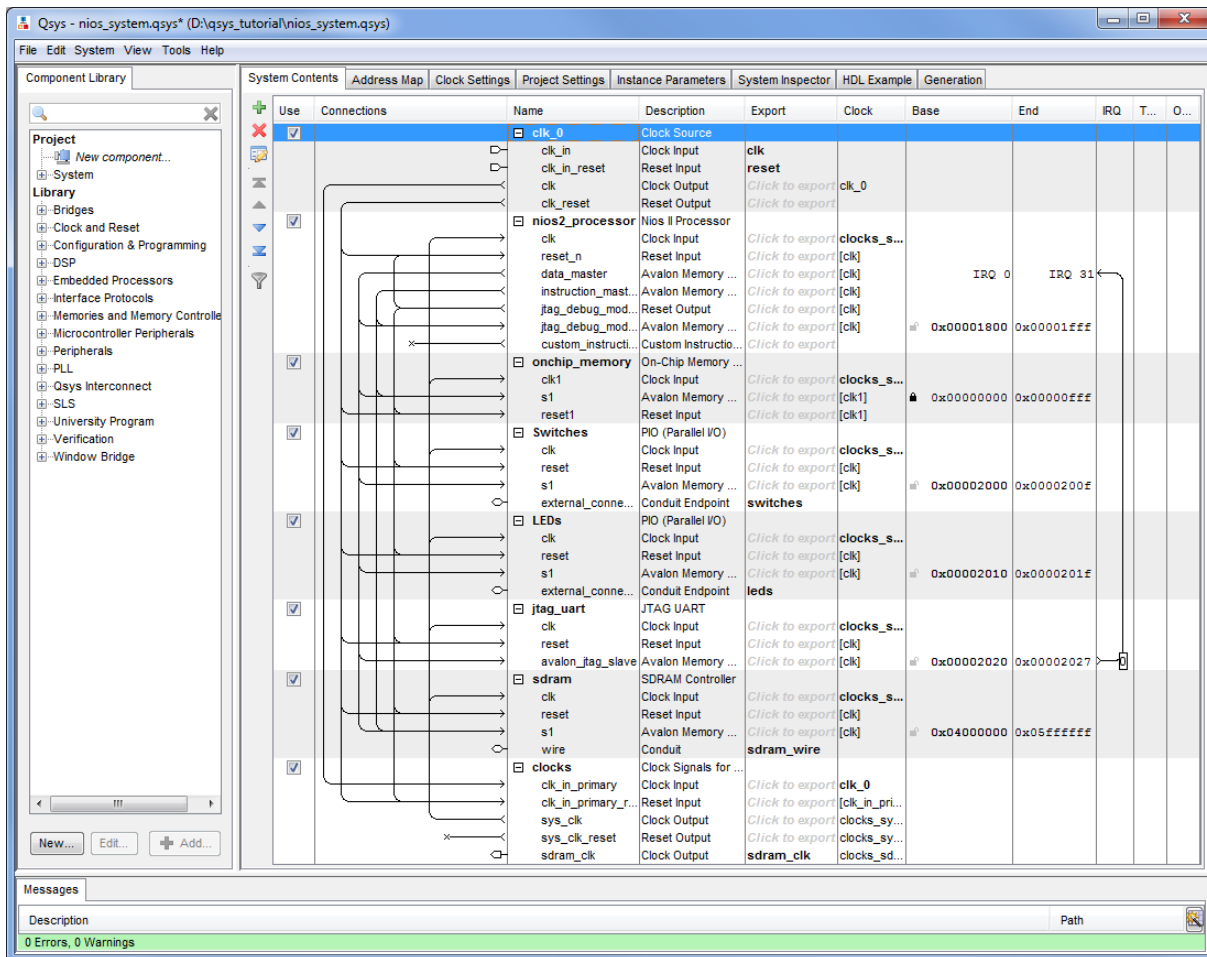 Qsys - nios_system.qsys* (D:\qsys_tutorial\nios_system.qsys)
File Edit System View Tools Help
Component Library
Project
New component...
System
Library
Bridges
Clock and Reset
Configuration & Programming
DSP
Embedded Processors
Interface Protocols
Memories and Memory Controlle
Microcontroller Peripherals
Peripherals
PLL
Qsys Interconnect
SLS
University Program
Verification
Window Bridge
New... Edit... Add...
System Contents Address Map Clock Settings Project Settings Instance Parameters System Inspector HDL Example Generation
Use Connections Name Description Export Clock Base End IRQ T... O...
clk_0 Clock Source
clk_in Clock Input clk
clk_in_reset Reset Input reset
clk Clock Output Click to export clk_0
clk_reset Reset Output Click to export
nios2_processor Nios II Processor
clk Clock Input Click to export clocks_s...
reset_n Reset Input Click to export [clk]
data_master Avalon Memory ... Click to export [clk] IRQ 0 IRQ 31
instruction_mast... Avalon Memory ... Click to export [clk]
jtag_debug_mod... Reset Output Click to export [clk]
jtag_debug_mod... Avalon Memory ... Click to export [clk] 0x00001800 0x00001fff
custom_instructi... Custom Instructio... Click to export
onchip_memory On-Chip Memory ...
clk1 Clock Input Click to export clocks_s...
s1 Avalon Memory ... Click to export [clk1] 0x00000000 0x00000fff
reset1 Reset Input Click to export [clk1]
Switches PIO (Parallel I/O)
clk Clock Input Click to export clocks_s...
reset Reset Input Click to export [clk]
s1 Avalon Memory ... Click to export [clk] 0x00002000 0x0000200f
external_conne... Conduit Endpoint switches
LEDs PIO (Parallel I/O)
clk Clock Input Click to export clocks_s...
reset Reset Input Click to export [clk]
s1 Avalon Memory ... Click to export [clk] 0x00002010 0x0000201f
external_conne... Conduit Endpoint leds
jtag_uart JTAG UART
clk Clock Input Click to export clocks_s...
reset Reset Input Click to export [clk]
avalon_jtag_slave Avalon Memory ... Click to export [clk] 0x00002020 0x00002027 0
sdram SDRAM Controller
clk Clock Input Click to export clocks_s...
reset Reset Input Click to export [clk]
s1 Avalon Memory ... Click to export [clk] 0x04000000 0x05ffffff
wire Conduit sdram_wire
clocks Clock Signals for ...
clk_in_primary Clock Input Click to export clk_0
clk_in_primary_r... Reset Input Click to export [clk_in_pri...
sys_clk Clock Output Click to export clocks_sy...
sys_clk_reset Reset Output Click to export clocks_sy...
sdram_clk Clock Output sdram_clk clocks_sd...
Messages
Description Path
0 Errors, 0 Warnings